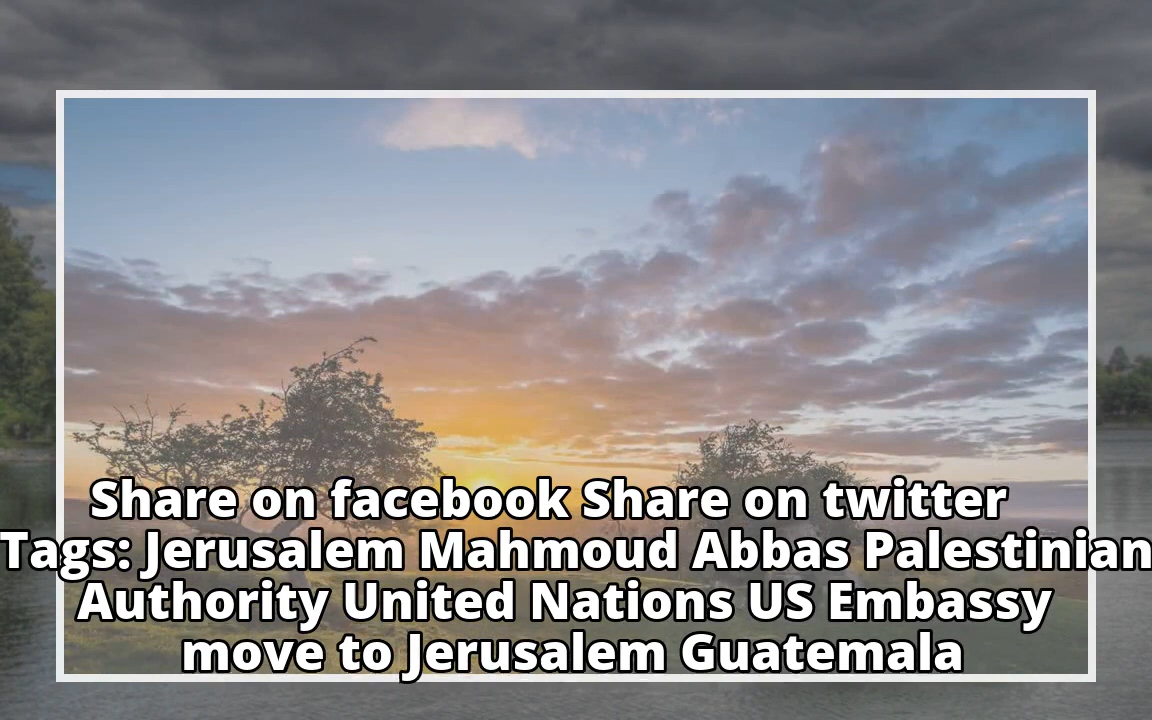 Share on facebook Share on twitter
Tags: Jerusalem Mahmoud Abbas Palestinian
Authority United Nations US Embassy
move to Jerusalem Guatemala